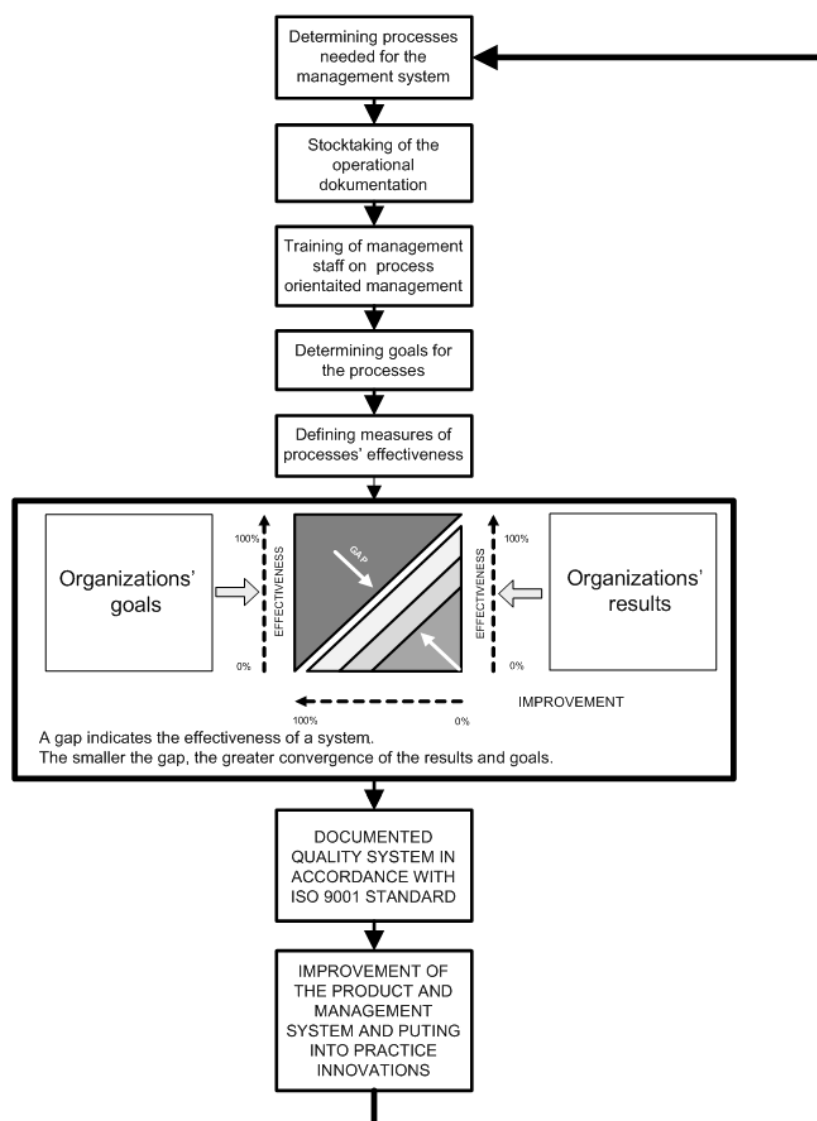 Determining processes
needed for the
management system
Stocktaking of the
operational
dokumentation
Training of management
staff on process
orientaited management
Determining goals for
the processes
Defining measures of
processes' effectiveness
Organizations'
goals
100%
EFFECTIVENESS
0%
GAP
100%
EFFECTIVENESS
0%
Organizations'
results
100%
0%
IMPROVEMENT
A gap indicates the effectiveness of a system.
The smaller the gap, the greater convergence of the results and goals.
DOCUMENTED
QUALITY SYSTEM IN
ACCORDANCE WITH
ISO 9001 STANDARD
IMPROVEMENT OF
THE PRODUCT AND
MANAGEMENT
SYSTEM AND PUTING
INTO PRACTICE
INNOVATIONS